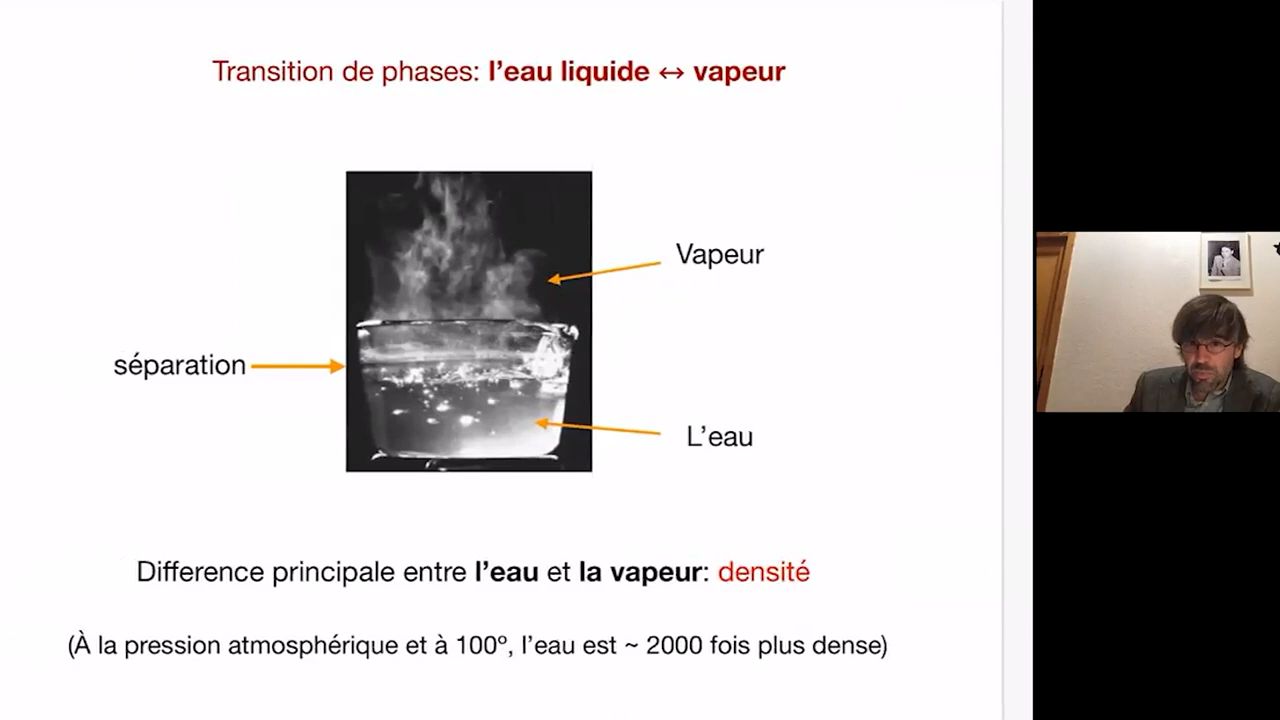 Transition de phases: l'eau liquide ↔ vapeur
Vapeur
séparation
L'eau
Difference principale entre l'eau et la vapeur: densité
(À la pression atmosphérique et à 100º, l'eau est ~ 2000 fois plus dense)